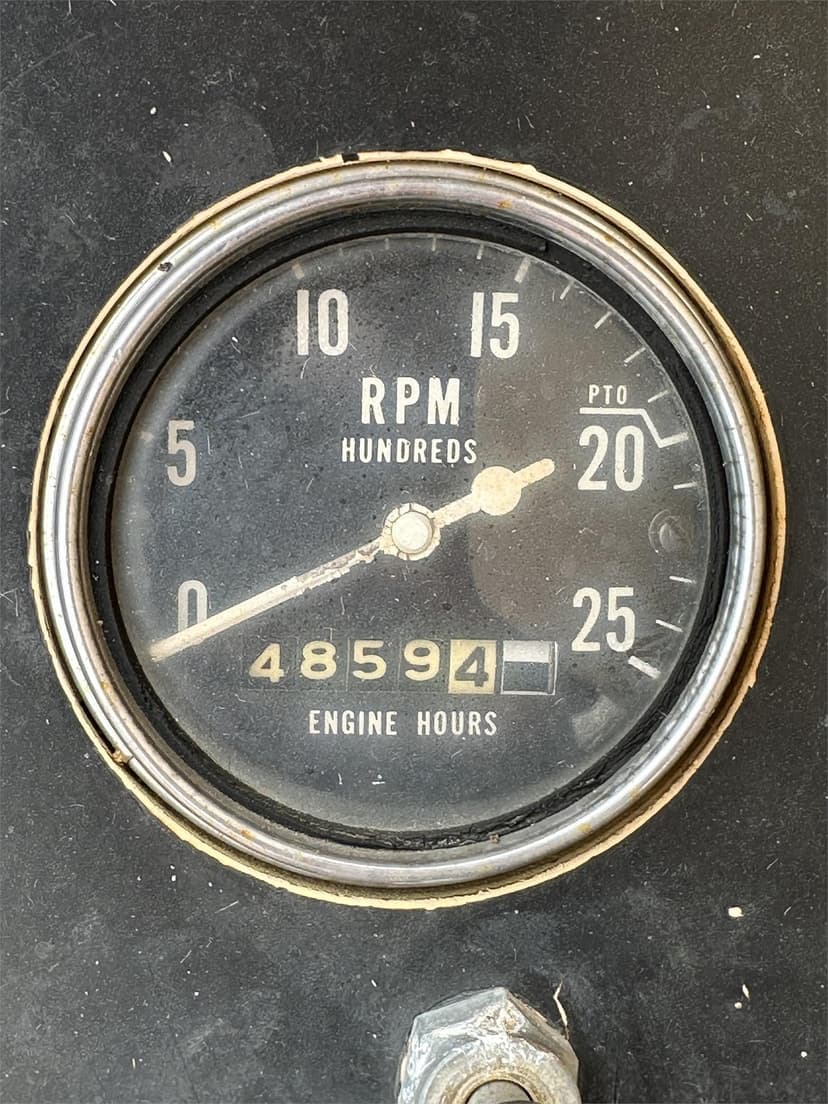 10 15
RPM
PTO
HUNDREDS
5 20
0 25
48594
ENGINE HOURS